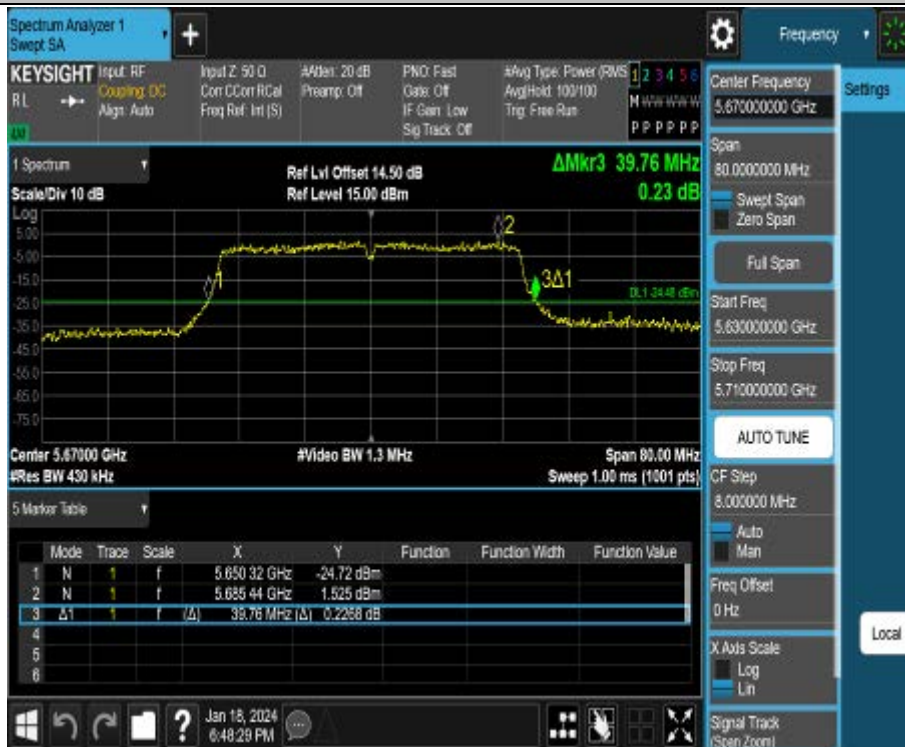 Spectrum Analyzer 1
Swept SA
+
Frequency
KEYSIGHT
RL
Input: RF
Coupling: DC
Align: Auto
Input Z: 50 Ω
Corr CCorr RCal
Freq Ref: Int (S)
#Atten: 20 dB
Preamp: Off
PNO: Fast
Gate: Off
IF Gain: Low
Sig Track: Off
#Avg Type: Power (RMS
Avg|Hold: 100/100
Trig: Free Run
1 2 3 4 5 6
M W W W W W
P P P P P P
1 Spectrum
Scale/Div 10 dB
Log
Ref Lvl Offset 14.50 dB
Ref Level 15.00 dBm
ΔMkr3 39.76 MHz
0.23 dB
5.00
-5.00
-15.0
-25.0
-35.0
-45.0
-55.0
-65.0
-75.0
1
2
3Δ1
DL1 -24.48 dBm
Center 5.67000 GHz
#Res BW 430 kHz
#Video BW 1.3 MHz
Span 80.00 MHz
Sweep 1.00 ms (1001 pts)
5 Marker Table
Mode Trace Scale X Y Function Function Width Function Value
1 N 1 f 5.650 32 GHz -24.72 dBm
2 N 1 f 5.685 44 GHz 1.525 dBm
3 Δ1 1 f (Δ) 39.76 MHz (Δ) 0.2268 dB
4
5
6
Jan 18, 2024
6:48:29 PM
Center Frequency
5.670000000 GHz
Settings
Span
80.0000000 MHz
Swept Span
Zero Span
Full Span
Start Freq
5.630000000 GHz
Stop Freq
5.710000000 GHz
AUTO TUNE
CF Step
8.000000 MHz
Auto
Man
Freq Offset
0 Hz
X Axis Scale
Log
Lin
Local
Signal Track
(Span Zoom)